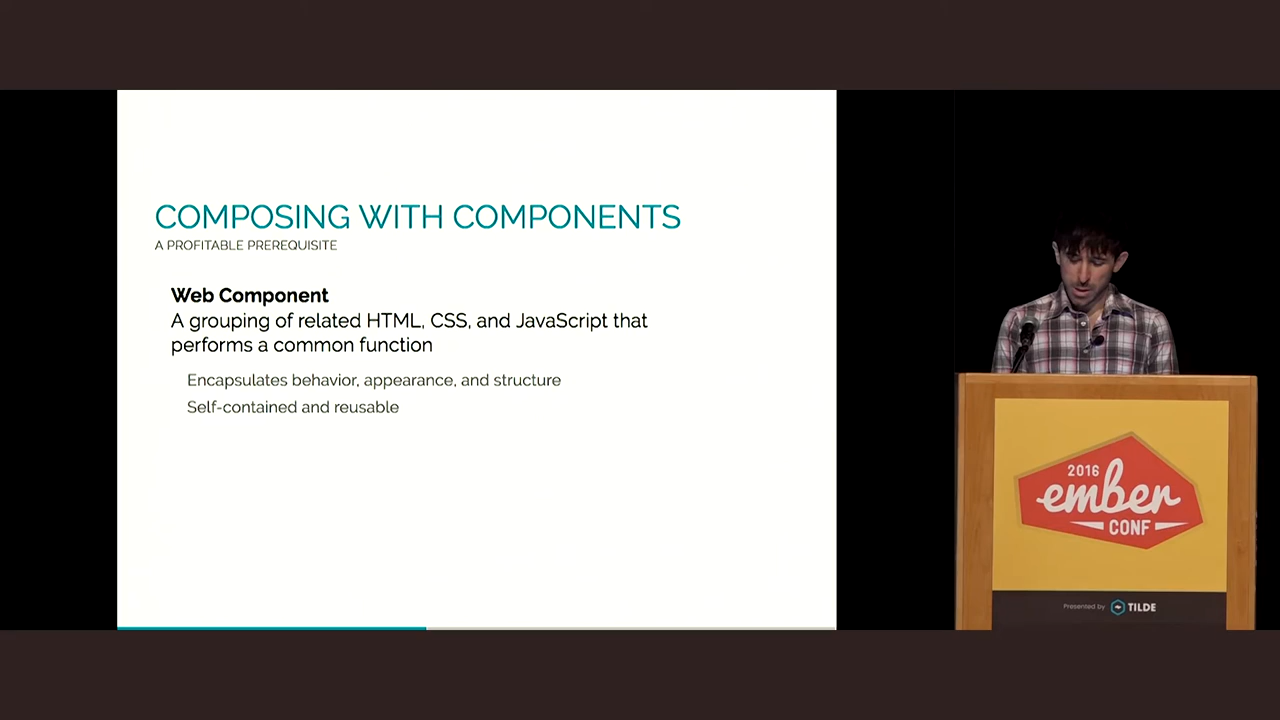 COMPOSING WITH COMPONENTS
A PROFITABLE PREREQUISITE
Web Component
A grouping of related HTML, CSS, and JavaScript that
performs a common function
Encapsulates behavior, appearance, and structure
Self-contained and reusable
2016
ember
CONF
Presented by TILDE